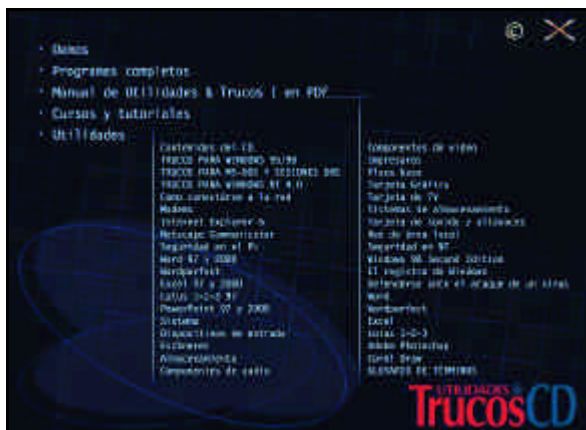 ©
· Demos
· Programas completos
· Manual de Utilidades & Trucos ( en PDF
· Cursos y tutoriales
· Utilidades
Contenidos del CD
TRUCOS PARA WINDOWS 95/98
TRUCOS PARA MS-DOS Y SESIONES DOS
TRUCOS PARA WINDOWS NT 4.0
Como conectarse a la red
Modems
Internet Explorer 5
Netscape Communicator
Seguridad en el Pc
Word 97 y 2000
Wordperfect
Excel 97 y 2000
Lotus 1-2-3 97
PowerPoint 97 y 2000
Sistema
Dispositivos de entrada
Escáneres
Almacenamiento
Componentes de audio
Componentes de video
Impresoras
Placa base
Tarjeta Gráfica
Tarjeta de TV
Sistemas de almacenamiento
Tarjeta de sonido y altavoces
Red de área local
Seguridad en NT
Windows 98 Second Edition
El registro de Windows
Defenderse ante el ataque de un virus
Word
Wordperfect
Excel
Lotus 1-2-3
Adobe Photoshop
Corel Draw
GLOSARIO DE TERMINOS
UTILIDADES
TrucosCD